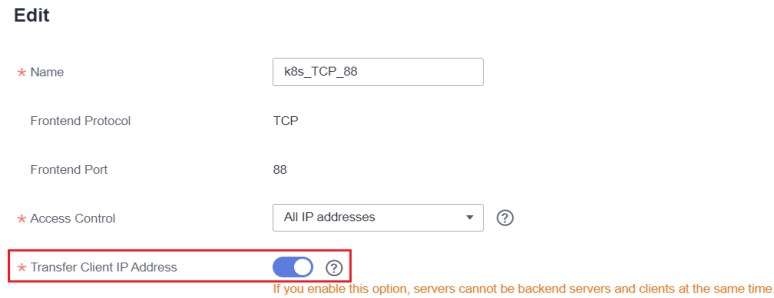 Edit
* Name k8s_TCP_88
Frontend Protocol TCP
Frontend Port 88
* Access Control All IP addresses ?
* Transfer Client IP Address ?
If you enable this option, servers cannot be backend servers and clients at the same time.